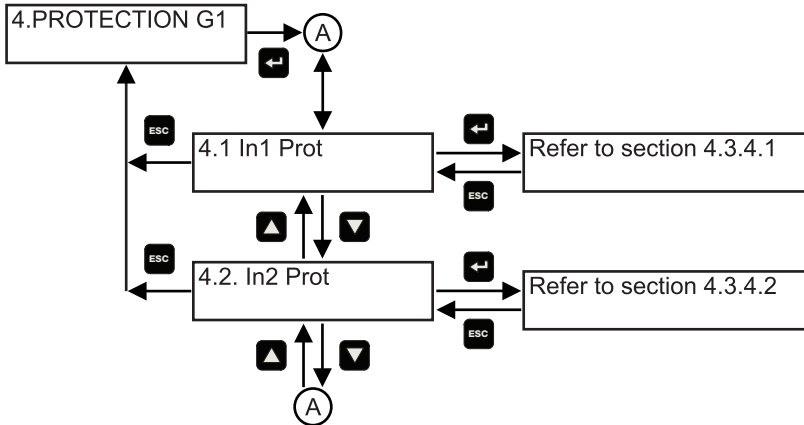 4.PROTECTION G1
A
ESC
4.1 In1 Prot
Refer to section 4.3.4.1
ESC
ESC
4.2. In2 Prot
Refer to section 4.3.4.2
ESC
A